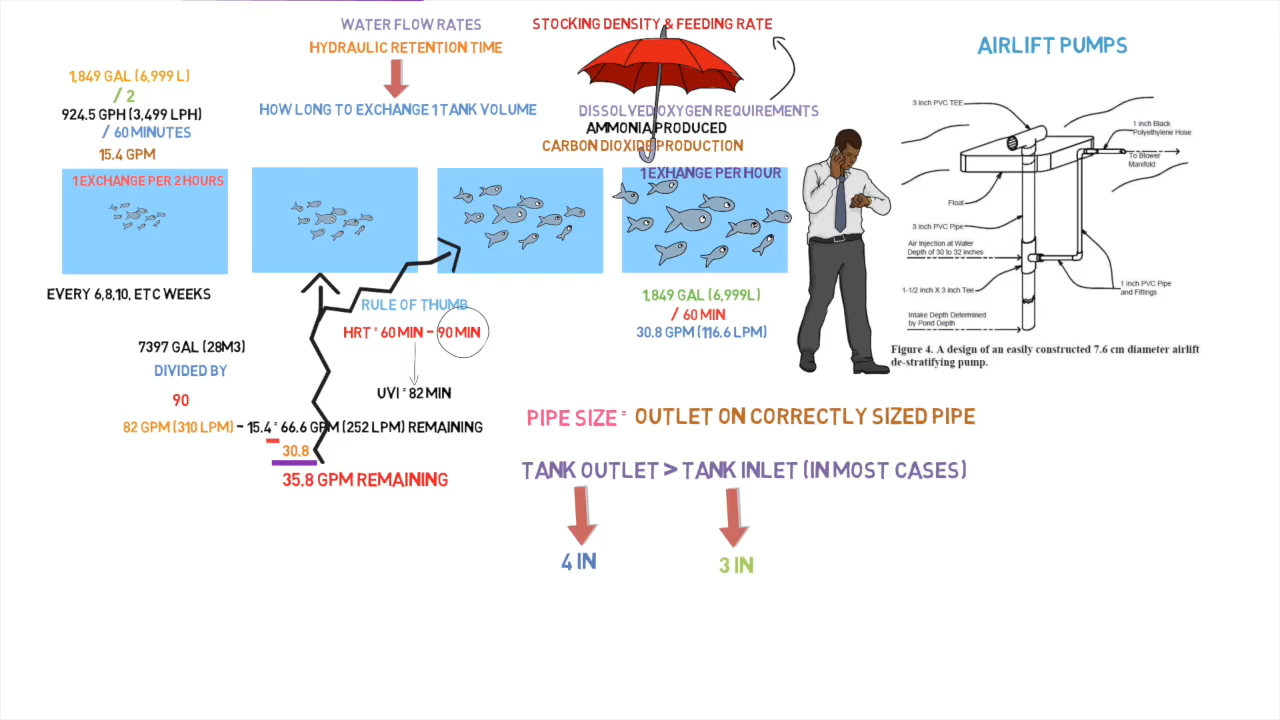 WATER FLOW RATES
HYDRAULIC RETENTION TIME
HOW LONG TO EXCHANGE 1 TANK VOLUME
STOCKING DENSITY & FEEDING RATE
DISSOLVED OXYGEN REQUIREMENTS
AMMONIA PRODUCED
CARBON DIOXIDE PRODUCTION
1,849 GAL (6,999 L)
/ 2
924.5 GPH (3,499 LPH)
/ 60 MINUTES
15.4 GPM
1 EXCHANGE PER 2 HOURS
1 EXHANGE PER HOUR
EVERY 6,8,10, ETC WEEKS
RULE OF THUMB
HRT = 60 MIN - 90 MIN
UVI = 82 MIN
1,849 GAL (6,999L)
/ 60 MIN
30.8 GPM (116.6 LPM)
7397 GAL (28M3)
DIVIDED BY
90
82 GPM (310 LPM) - 15.4 = 66.6 GPM (252 LPM) REMAINING
30.8
35.8 GPM REMAINING
PIPE SIZE = OUTLET ON CORRECTLY SIZED PIPE
TANK OUTLET > TANK INLET (IN MOST CASES)
4 IN
3 IN
AIRLIFT PUMPS
3 inch PVC TEE
1 inch Black
Polyethylene Hose
To Blower
Manifold
Float
3 inch PVC Pipe
Air Injection at Water
Depth of 30 to 32 inches
1-1/2 inch X 3 inch Tee
1 inch PVC Pipe
and Fittings
Intake Depth Determined
by Pond Depth
Figure 4. A design of an easily constructed 7.6 cm diameter airlift
de-stratifying pump.